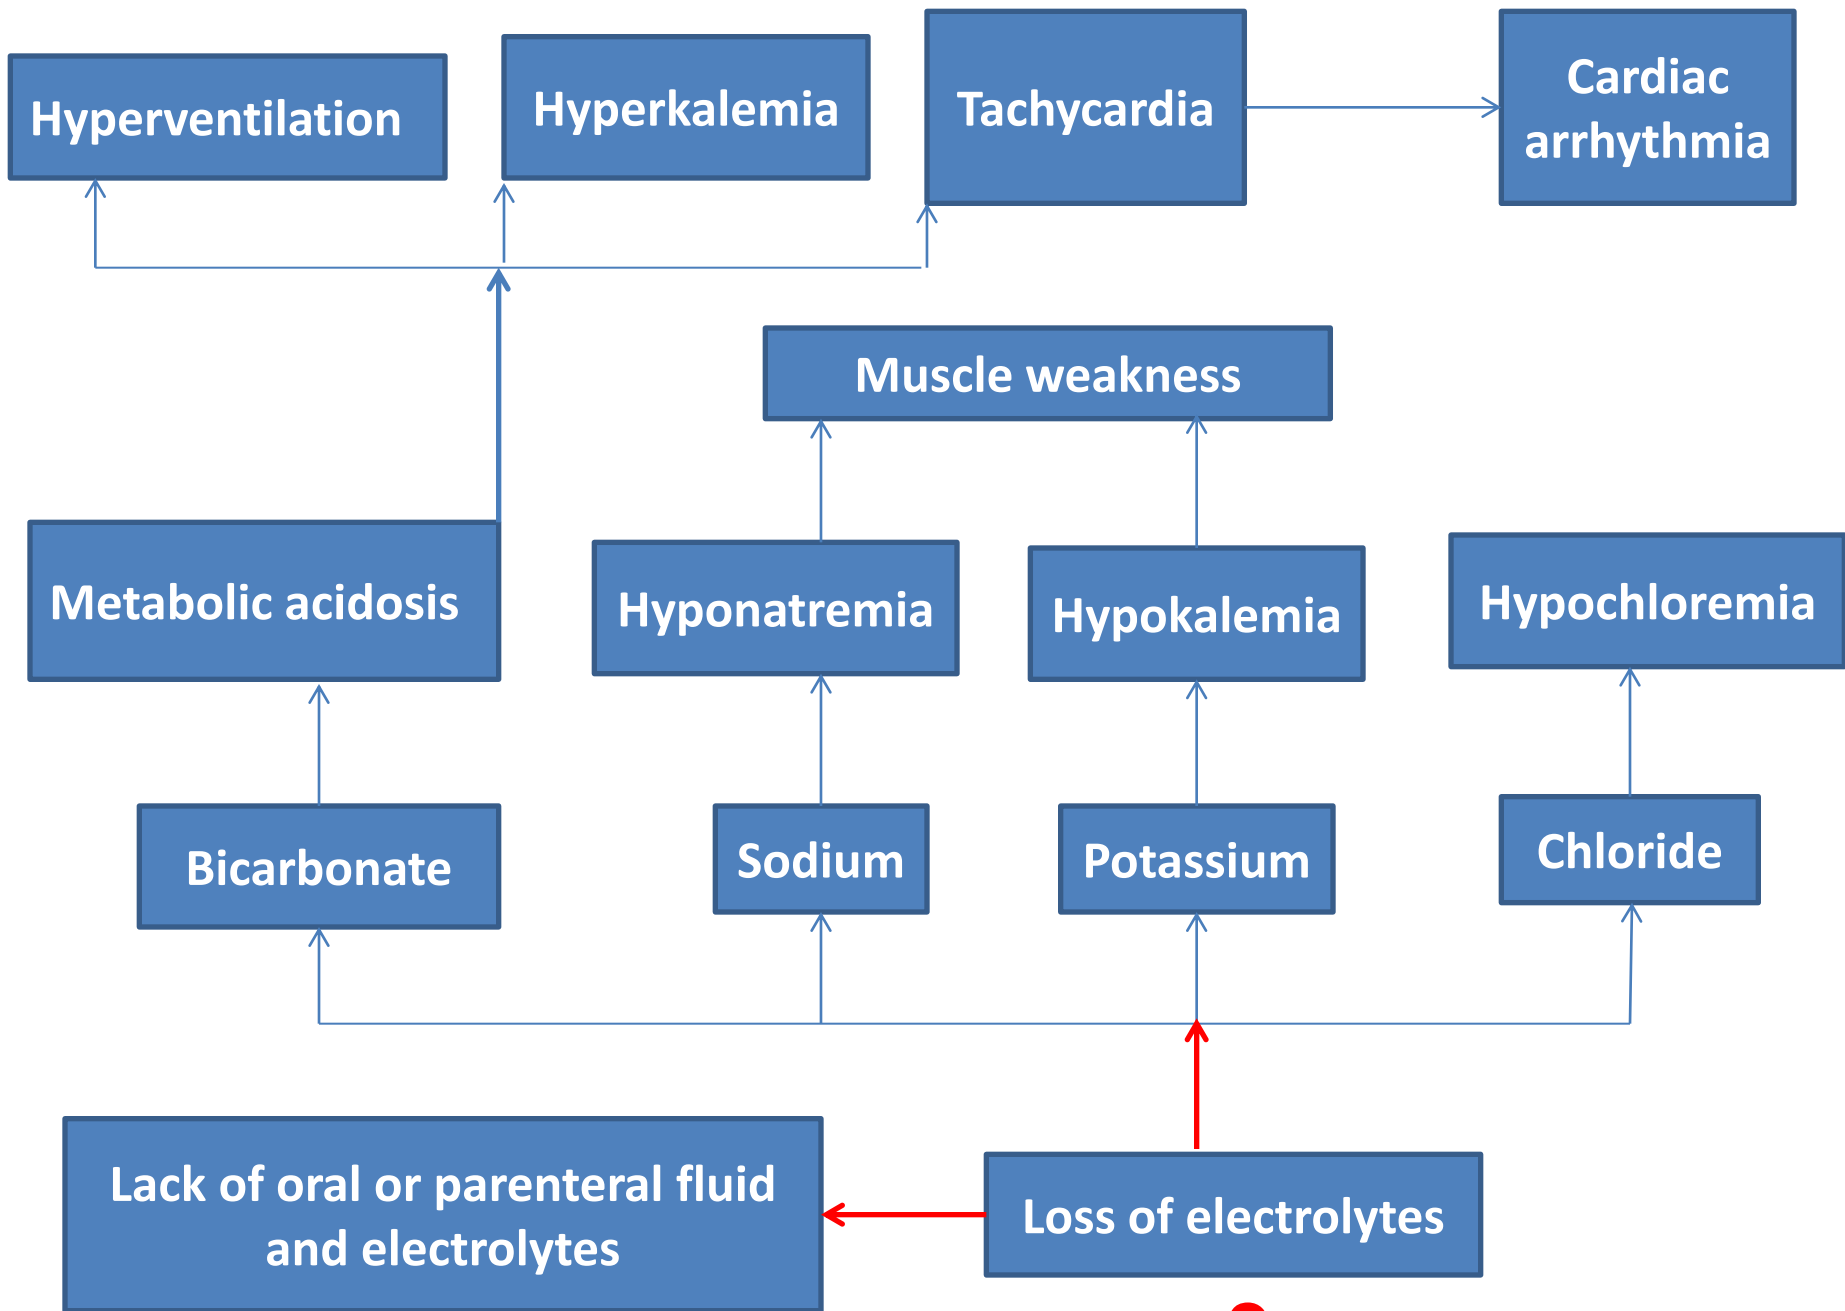 Hyperventilation
Hyperkalemia
Tachycardia
Cardiac
arrhythmia
Muscle weakness
Metabolic acidosis
Hyponatremia
Hypokalemia
Hypochloremia
Bicarbonate
Sodium
Potassium
Chloride
Lack of oral or parenteral fluid
and electrolytes
Loss of electrolytes